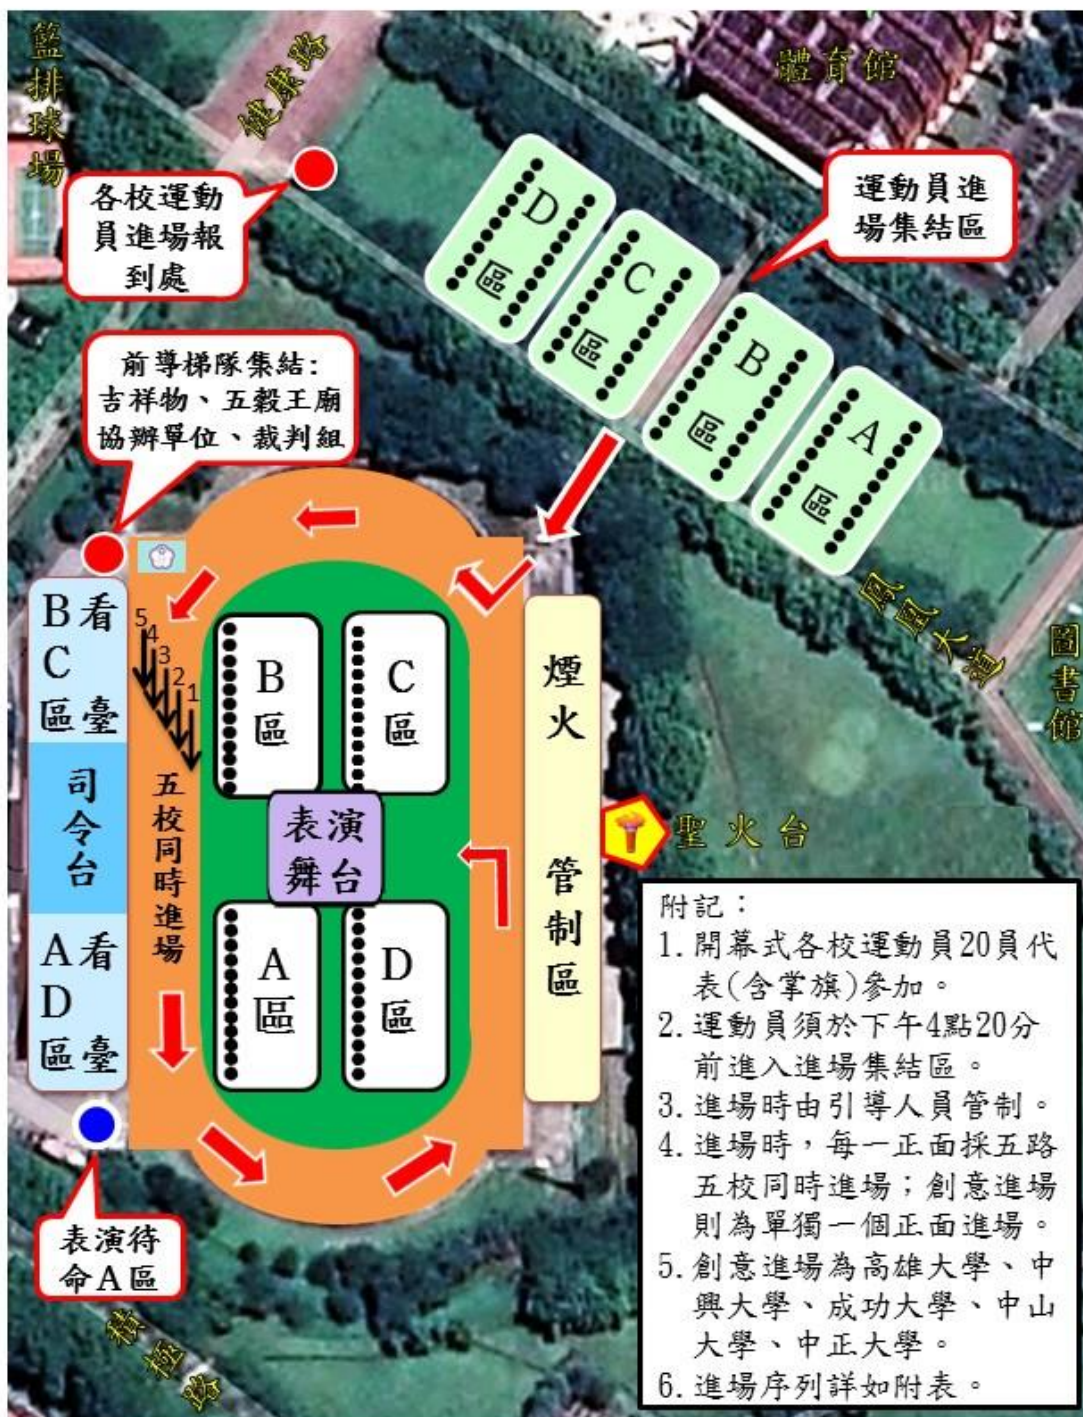 籃排球場
健康路
體育館
各校運動
員進場報
到處
D
區
C
區
B
區
A
區
運動員進
場集結區
前導梯隊集結:
吉祥物、五穀王廟
協辦單位、裁判組
鳳凰大道
圖書館
B看
C
區臺
司令台
A看
D
區臺
5
4
3
2
1
五校同時進場
B
區
C
區
表演
舞台
A
區
D
區
煙火
管制區
聖火台
表演待
命A區
積極路
附記：
1.開幕式各校運動員20員代
表(含掌旗)參加。
2.運動員須於下午4點20分
前進入進場集結區。
3.進場時由引導人員管制。
4.進場時，每一正面採五路
五校同時進場；創意進場
則為單獨一個正面進場。
5.創意進場為高雄大學、中
興大學、成功大學、中山
大學、中正大學。
6.進場序列詳如附表。